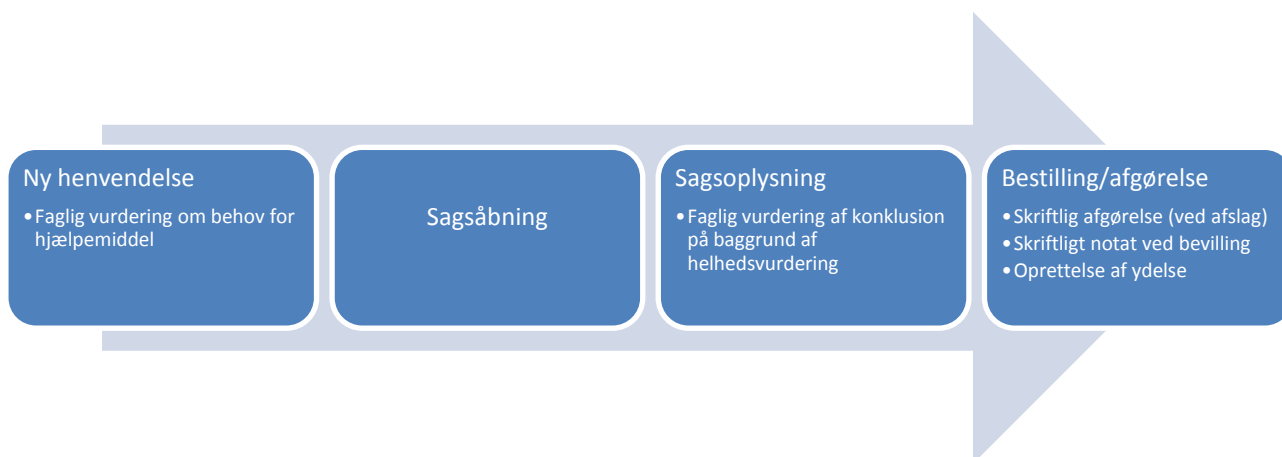 Ny henvendelse
•Faglig vurdering om behov for
hjælpemiddel
Sagsåbning
Sagsoplysning
•Faglig vurdering af konklusion
på baggrund af
helhedsvurdering
Bestilling/afgørelse
•Skriftlig afgørelse (ved afslag)
•Skriftligt notat ved bevilling
•Oprettelse af ydelse